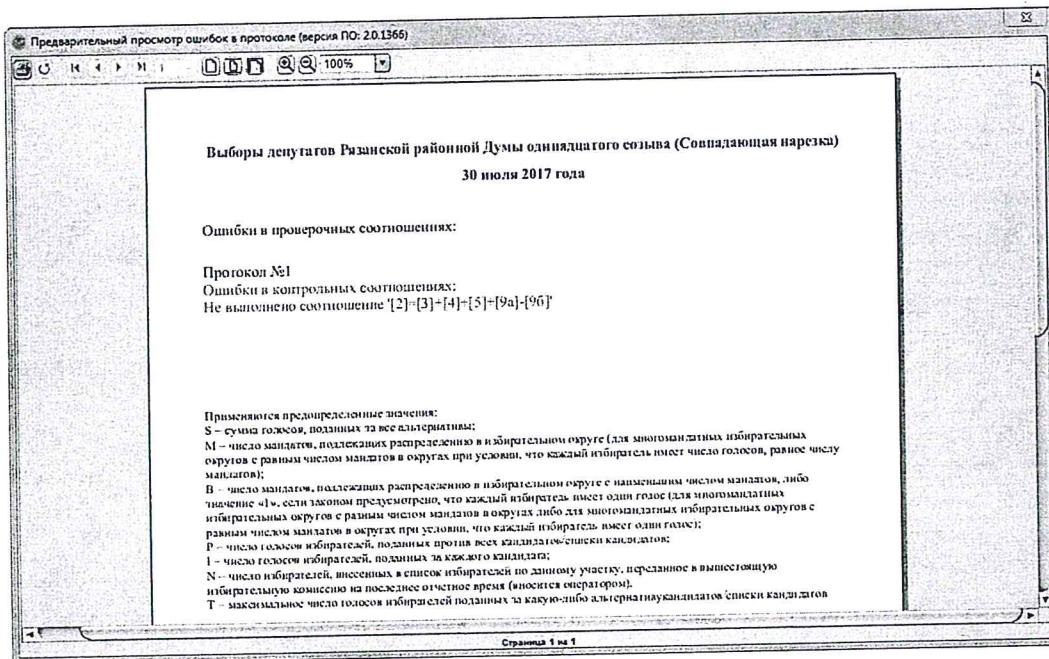 Предварительный просмотр ошибок в протоколе (версия ПО: 2.0.1366)
100%
Выборы депутатов Рязанской районной Думы одиннадцатого созыва (Совпадающая нарезка)
30 июля 2017 года
Ошибки в проверочных соотношениях:
Протокол №1
Ошибки в контрольных соотношениях:
Не выполнено соотношение '[2]=[3]+[4]+[5]+[9а]-[9б]'
Применяются предопределенные значения:
S – сумма голосов, поданных за все альтернативы;
М – число мандатов, подлежащих распределению в избирательном округе (для многомандатных избирательных
округов с равным числом мандатов в округах при условии, что каждый избиратель имеет число голосов, равное числу
мандатов);
В – число мандатов, подлежащих распределению в избирательном округе с наименьшим числом мандатов, либо
значение «1», если законом предусмотрено, что каждый избиратель имеет один голос (для многомандатных
избирательных округов с разным числом мандатов в округах либо для многомандатных избирательных округов с
равным числом мандатов в округах при условии, что каждый избиратель имеет один голос);
Р – число голосов избирателей, поданных против всех кандидатов/списки кандидатов;
I – число голосов избирателей, поданных за каждого кандидата;
N – число избирателей, внесенных в список избирателей по данному участку, переданное в вышестоящую
избирательную комиссию на последнее отчетное время (вносится оператором).
Т – максимальное число голосов избирателей поданных за какую-либо альтернативу/кандидатов/списки кандидатов
Страница 1 из 1